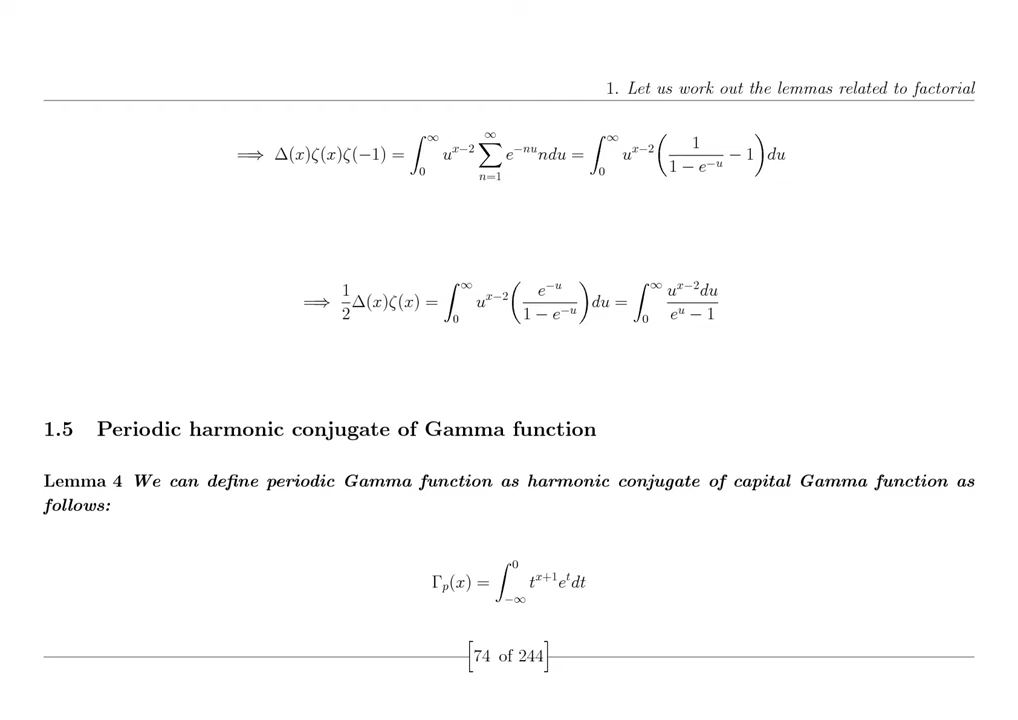 1. Let us work out the lemmas related to factorial
⟹ Δ(x)ζ(x)ζ(−1) = ∫_0^∞ u^{x−2} ∑_{n=1}^∞ e^{−nu} ndu = ∫_0^∞ u^{x−2} ( 1/(1 − e^{−u}) − 1 ) du
⟹ 1/2 Δ(x)ζ(x) = ∫_0^∞ u^{x−2} ( e^{−u}/(1 − e^{−u}) ) du = ∫_0^∞ u^{x−2}du/(e^u − 1)
1.5 Periodic harmonic conjugate of Gamma function
Lemma 4 We can define periodic Gamma function as harmonic conjugate of capital Gamma function as
follows:
Γ_p(x) = ∫_{−∞}^0 t^{x+1} e^t dt
[74 of 244]